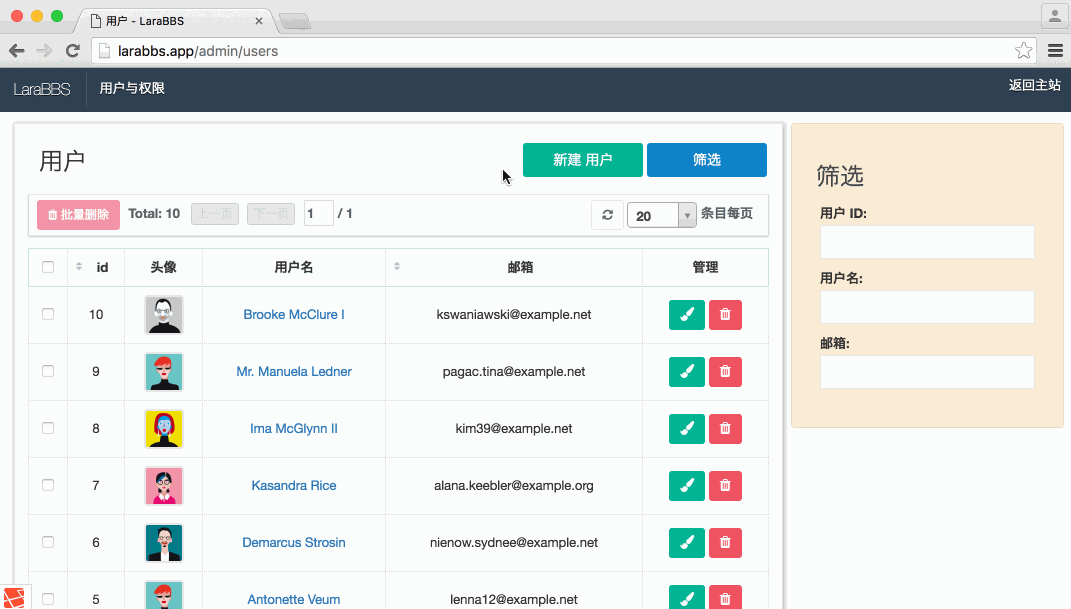 用户 - LaraBBS
larabbs.app/admin/users
LaraBBS 用户与权限 返回主站
用户 新建 用户 筛选
批量删除 Total: 10 上一页 下一页 1 / 1 20 条目每页
id 头像 用户名 邮箱 管理
10 Brooke McClure I kswaniawski@example.net
9 Mr. Manuela Ledner pagac.tina@example.net
8 Ima McGlynn II kim39@example.net
7 Kasandra Rice alana.keebler@example.org
6 Demarcus Strosin nienow.sydnee@example.net
5 Antonette Veum lenna12@example.net
筛选
用户 ID:
用户名:
邮箱: